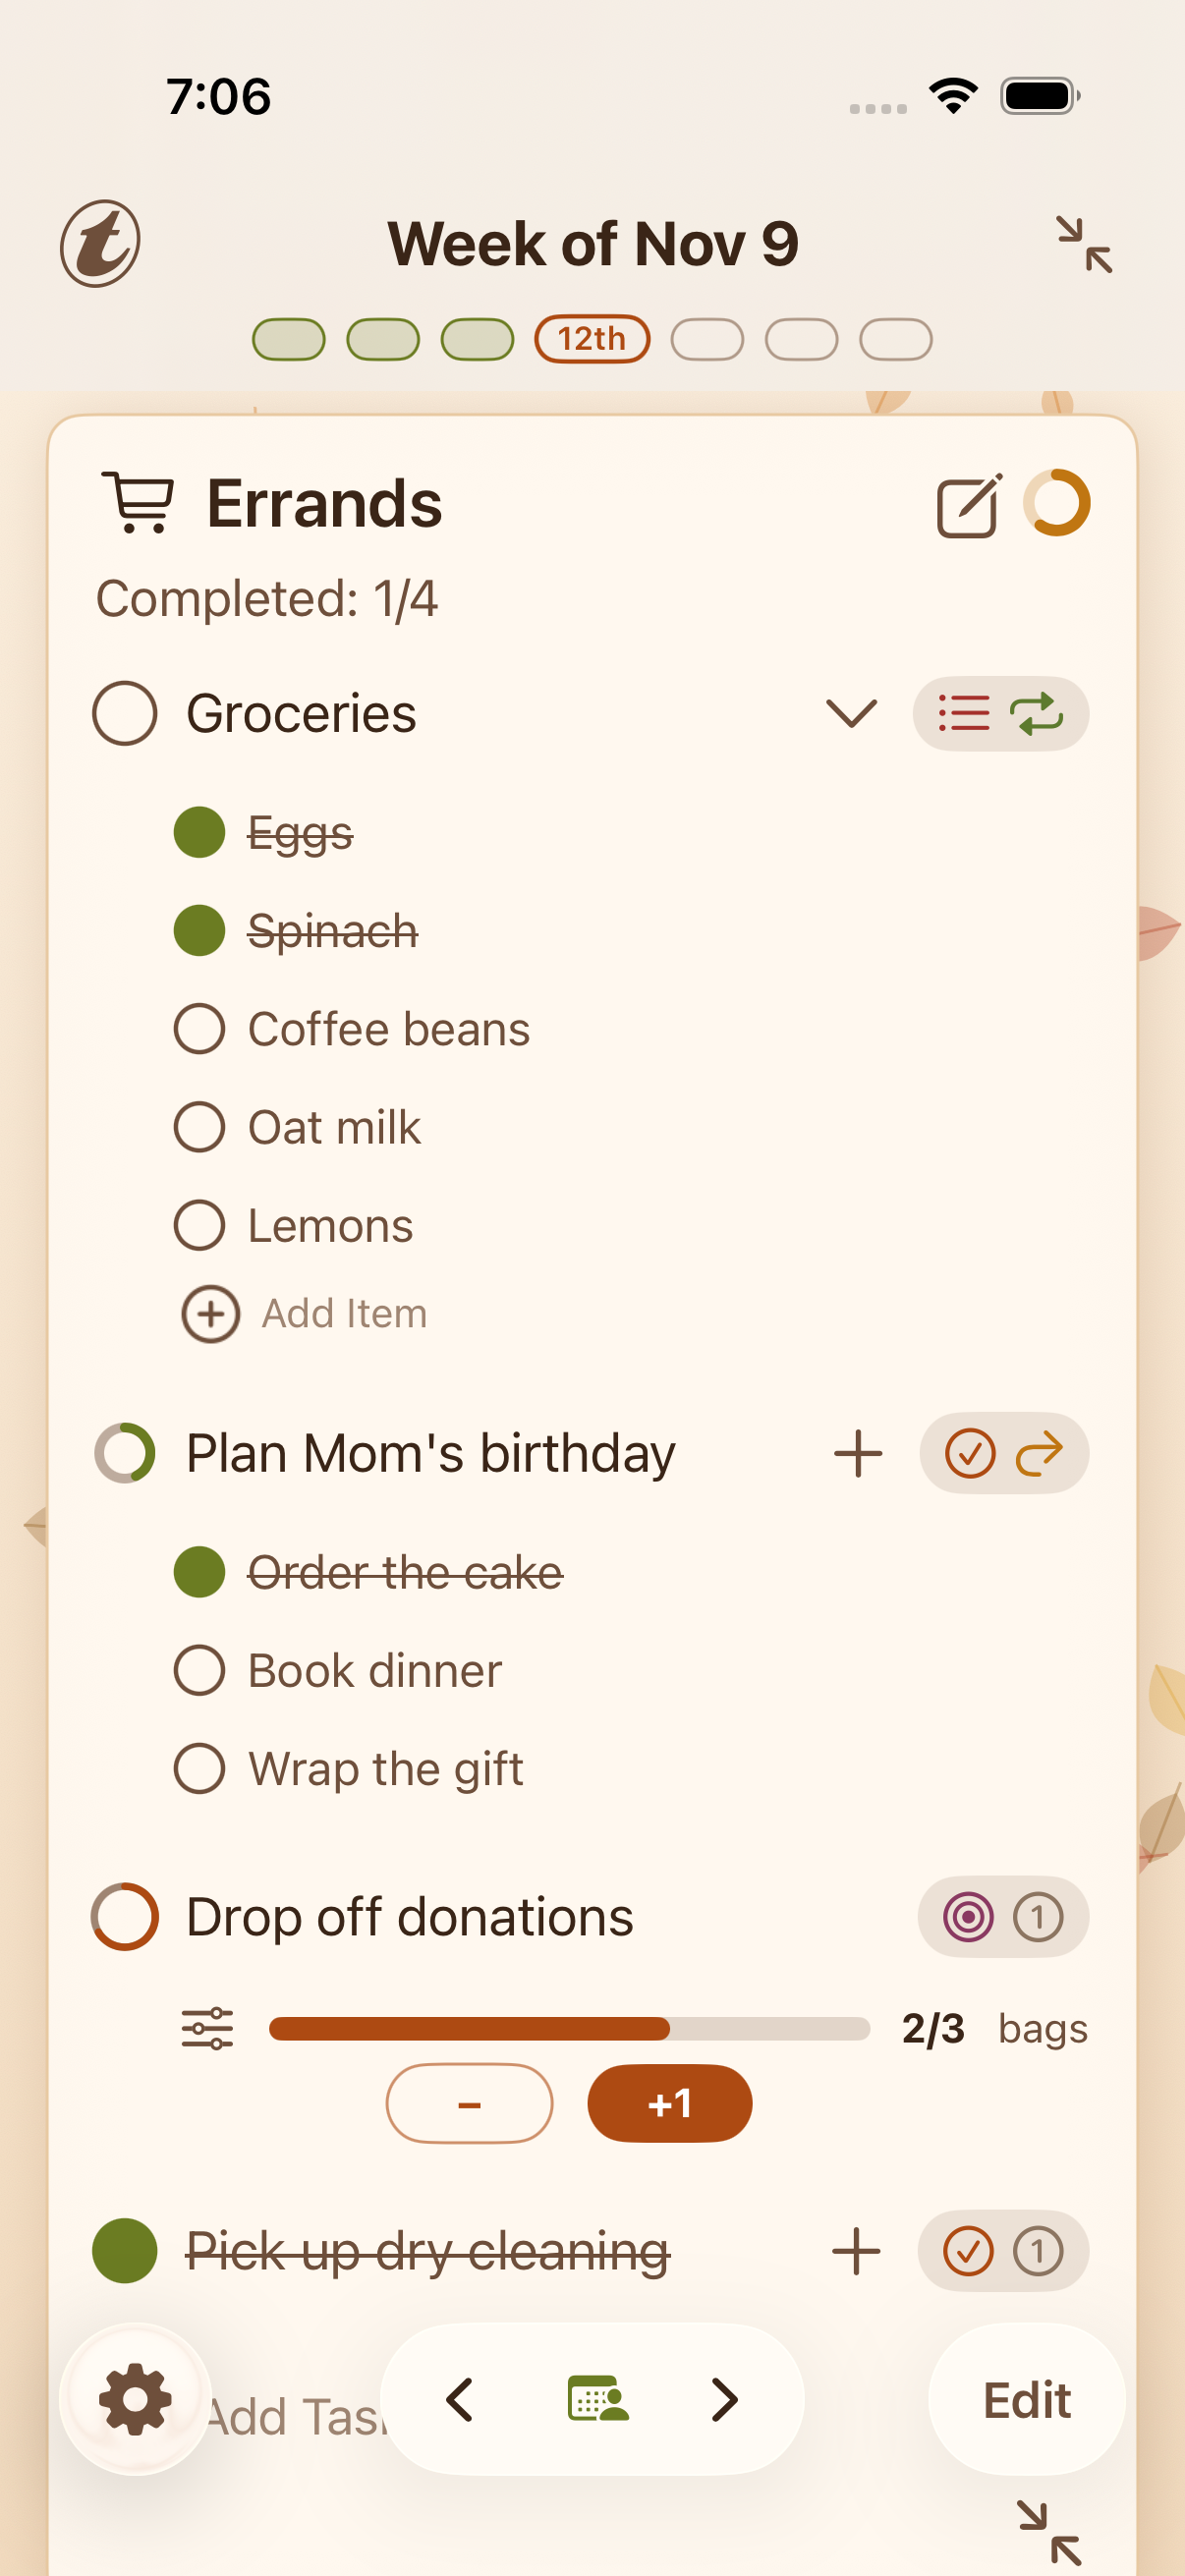 7:06
t
Week of Nov 9
12th
Errands
Completed: 1/4
Groceries
Eggs
Spinach
Coffee beans
Oat milk
Lemons
Add Item
Plan Mom's birthday
Order the cake
Book dinner
Wrap the gift
Drop off donations
1
2/3 bags
– +1
Pick up dry cleaning
1
Add Tas
Edit